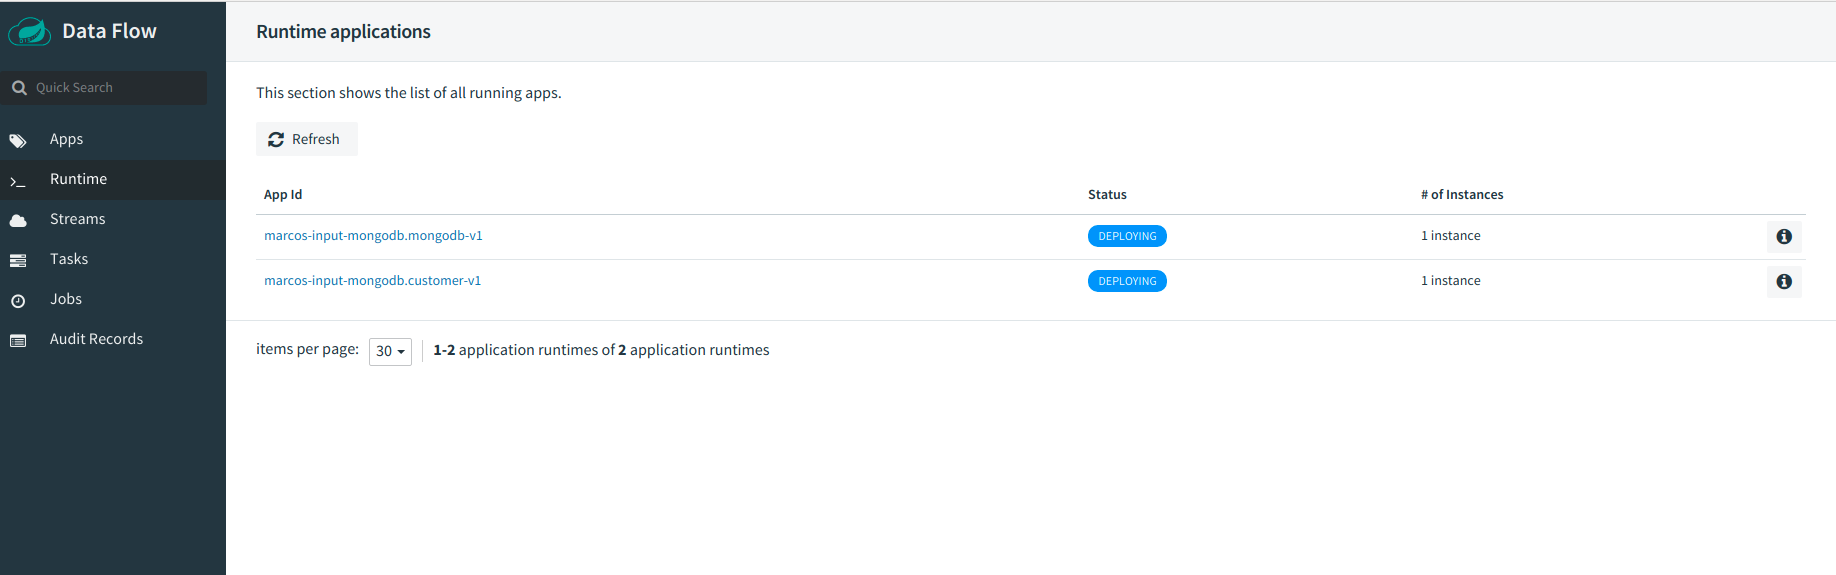 Data Flow
Quick Search
Apps
Runtime
Streams
Tasks
Jobs
Audit Records
Runtime applications
This section shows the list of all running apps.
Refresh
App Id Status # of Instances
marcos-input-mongodb.mongodb-v1 DEPLOYING 1 instance
marcos-input-mongodb.customer-v1 DEPLOYING 1 instance
items per page: 30 1-2 application runtimes of 2 application runtimes